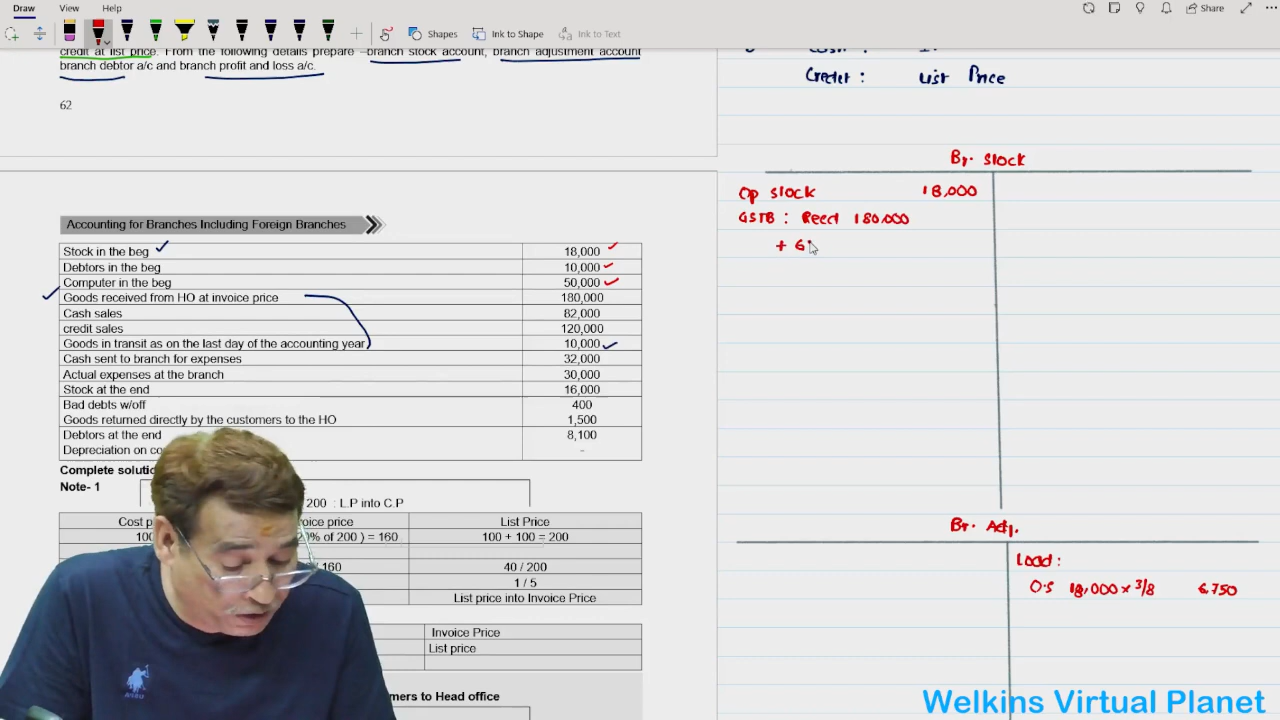 Draw View Help
Share
Shapes Ink to Shape Ink to Text
credit at list price. From the following details prepare –branch stock account, branch adjustment account
branch debtor a/c and branch profit and loss a/c.
62
Accounting for Branches Including Foreign Branches
Stock in the beg 18,000
Debtors in the beg 10,000
Computer in the beg 50,000
Goods received from HO at invoice price 180,000
Cash sales 82,000
credit sales 120,000
Goods in transit as on the last day of the accounting year 10,000
Cash sent to branch for expenses 32,000
Actual expenses at the branch 30,000
Stock at the end 16,000
Bad debts w/off 400
Goods returned directly by the customers to the HO 1,500
Debtors at the end 8,100
Depreciation on -
Complete
Note- 1
200 : L.P into C.P
Cost price List Price
100 of 200 ) = 160 100 + 100 = 200
/ 160 40 / 200
1 / 5
List price into Invoice Price
Invoice Price
List price
to Head office
Credit : List Price
Br. Stock
Op Stock 18,000
GSTB : Recd 180,000
+ G
Br. Adj.
Load :
O.S 18,000 x 3/8 6,750
Welkins Virtual Planet